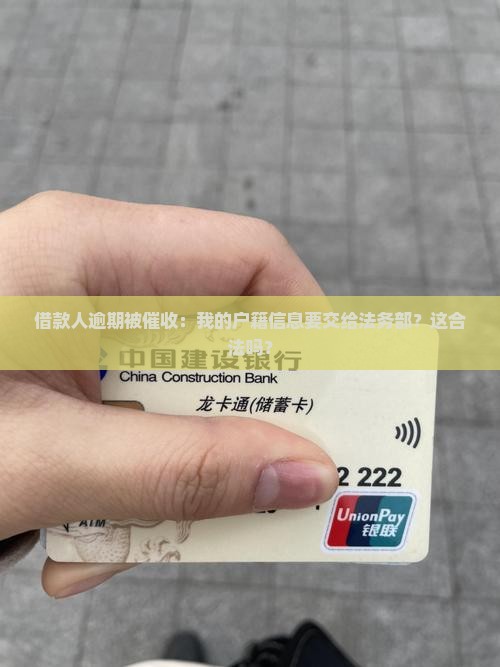 借款人逾期被催收：我的户籍信息要交给法务部？这合
法吗？
中国建设银行
China Construction Bank
龙卡通(储蓄卡)
2 222
ATM
UnionPay
银联